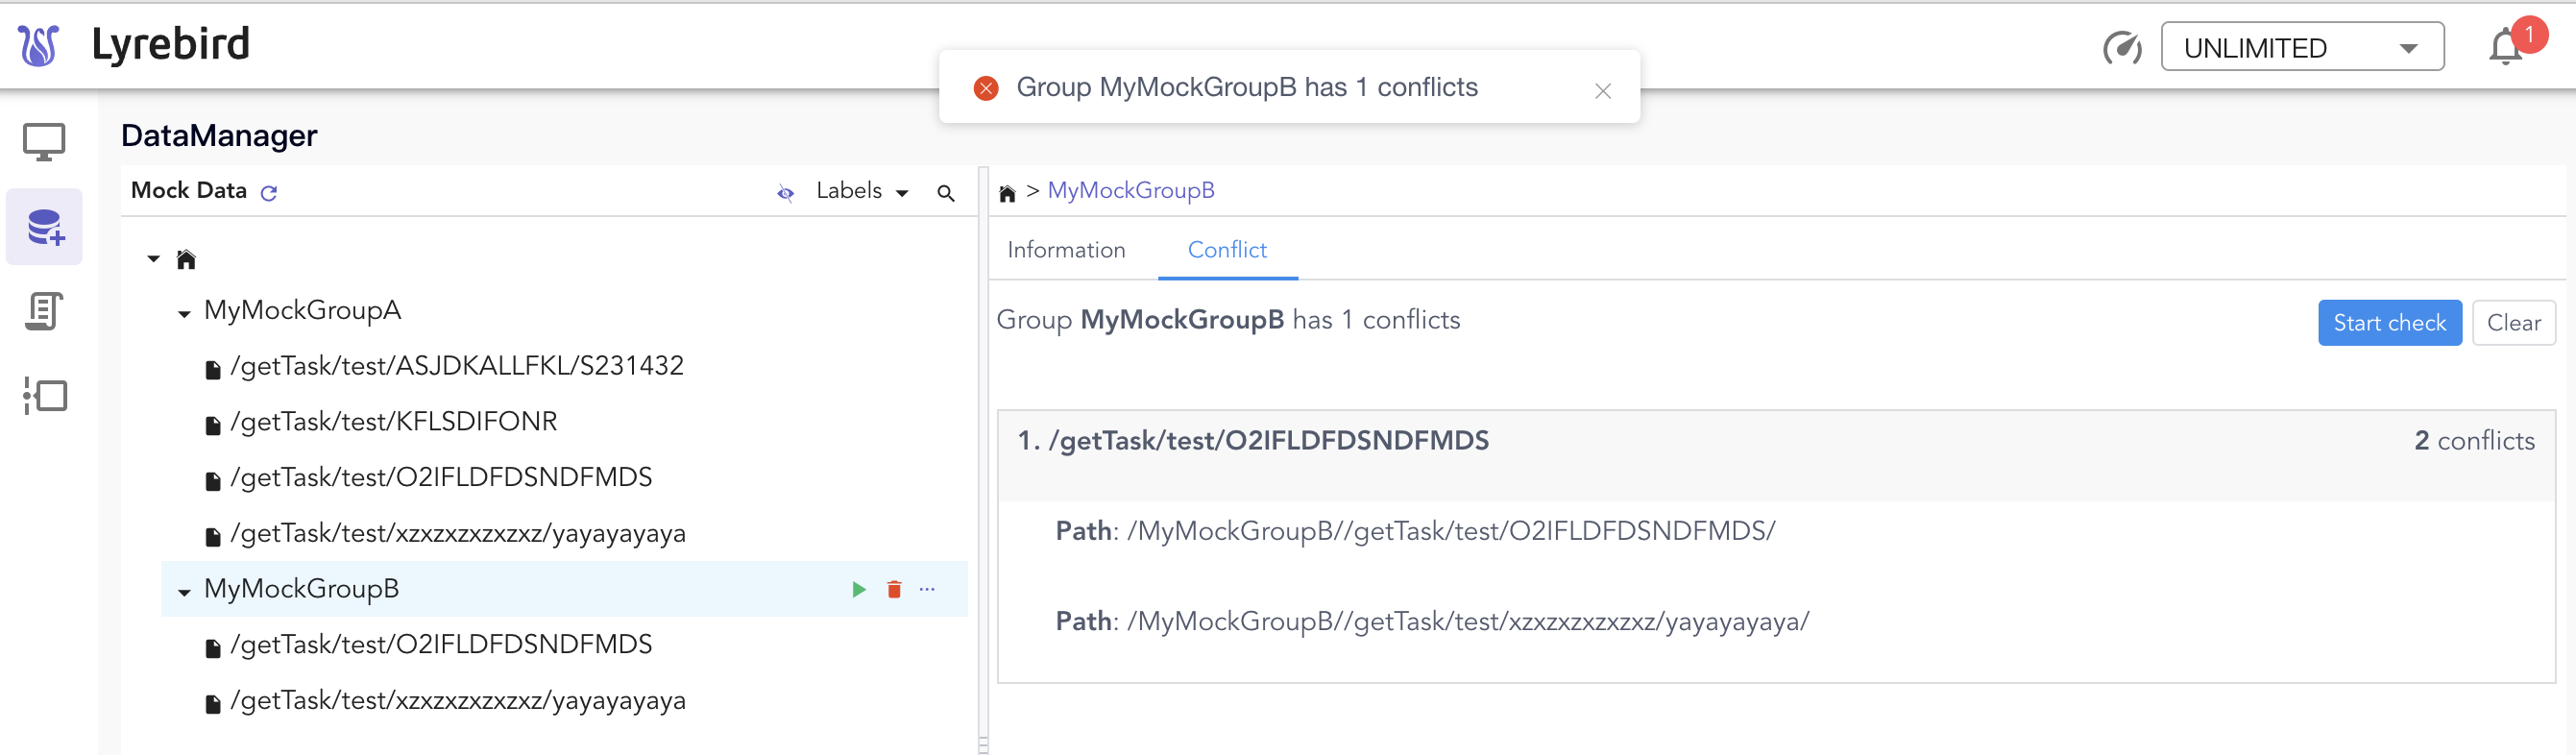 Lyrebird
Group MyMockGroupB has 1 conflicts
UNLIMITED
1
DataManager
Mock Data
Labels
> MyMockGroupB
Information
Conflict
Group MyMockGroupB has 1 conflicts
Start check
Clear
MyMockGroupA
/getTask/test/ASJDKALLFKL/S231432
/getTask/test/KFLSDIFONR
/getTask/test/O2IFLDFDSNDFMDS
/getTask/test/xzxzxzxzxzxz/yayayayaya
MyMockGroupB
/getTask/test/O2IFLDFDSNDFMDS
/getTask/test/xzxzxzxzxzxz/yayayayaya
1. /getTask/test/O2IFLDFDSNDFMDS
2 conflicts
Path: /MyMockGroupB//getTask/test/O2IFLDFDSNDFMDS/
Path: /MyMockGroupB//getTask/test/xzxzxzxzxzxz/yayayayaya/